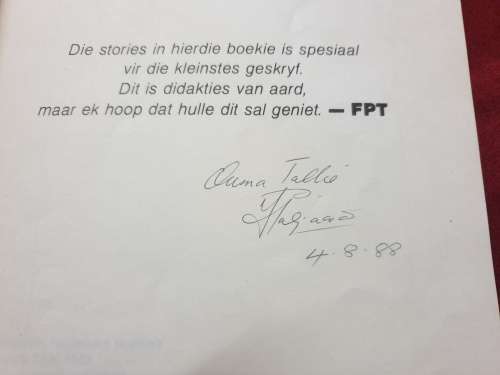 Die stories in hierdie boekie is spesiaal
vir die kleinstes geskryf.
Dit is didakties van aard,
maar ek hoop dat hulle dit sal geniet. — FPT
Ouma Tallie
4.8.88